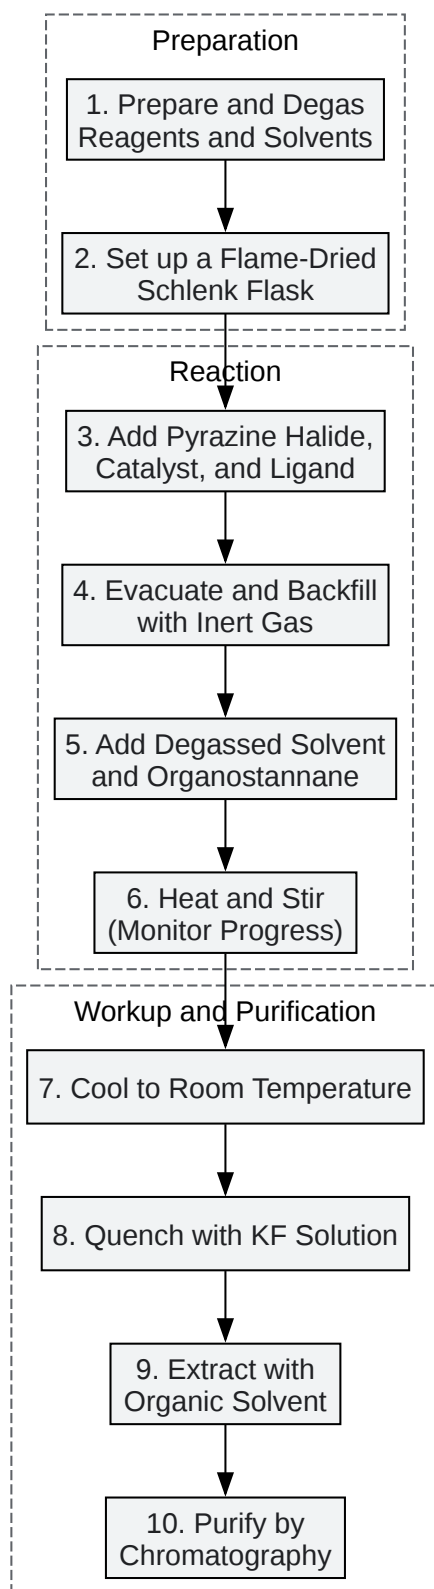 Preparation
1. Prepare and Degas
Reagents and Solvents
2. Set up a Flame-Dried
Schlenk Flask
Reaction
3. Add Pyrazine Halide,
Catalyst, and Ligand
4. Evacuate and Backfill
with Inert Gas
5. Add Degassed Solvent
and Organostannane
6. Heat and Stir
(Monitor Progress)
Workup and Purification
7. Cool to Room Temperature
8. Quench with KF Solution
9. Extract with
Organic Solvent
10. Purify by
Chromatography